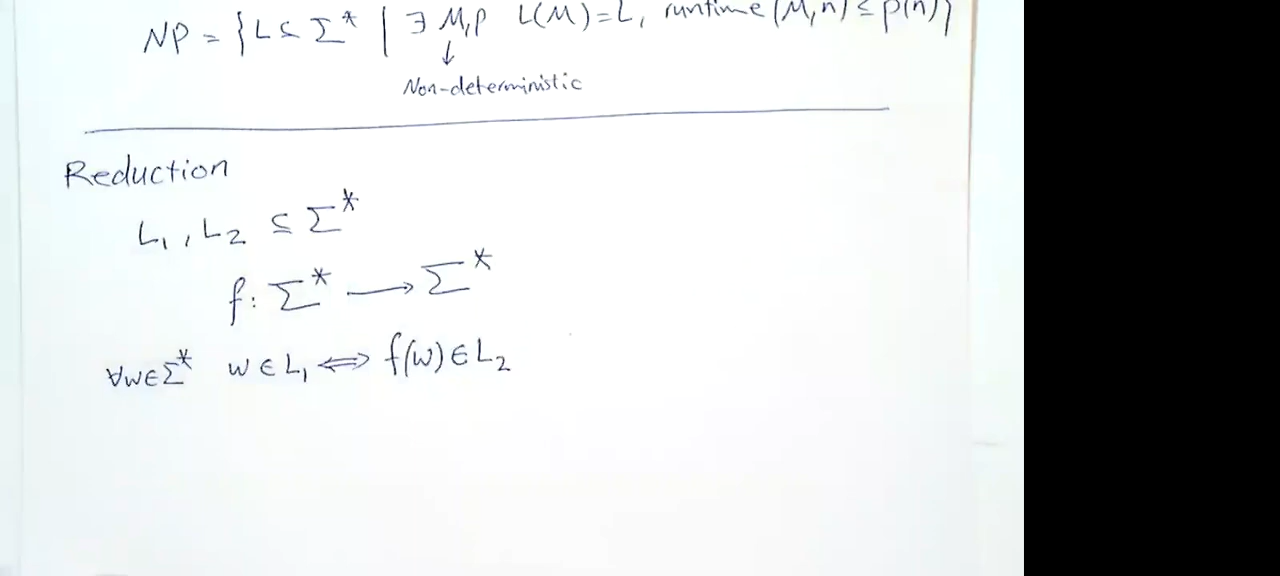 NP = {L ⊆ Σ* | ∃ M,p L(M)=L, runtime(M,n) ≤ p(n)}
↓
Non-deterministic
Reduction
L₁, L₂ ⊆ Σ*
f: Σ* ⟶ Σ*
∀w∈Σ* w ∈ L₁ ⟺ f(w) ∈ L₂